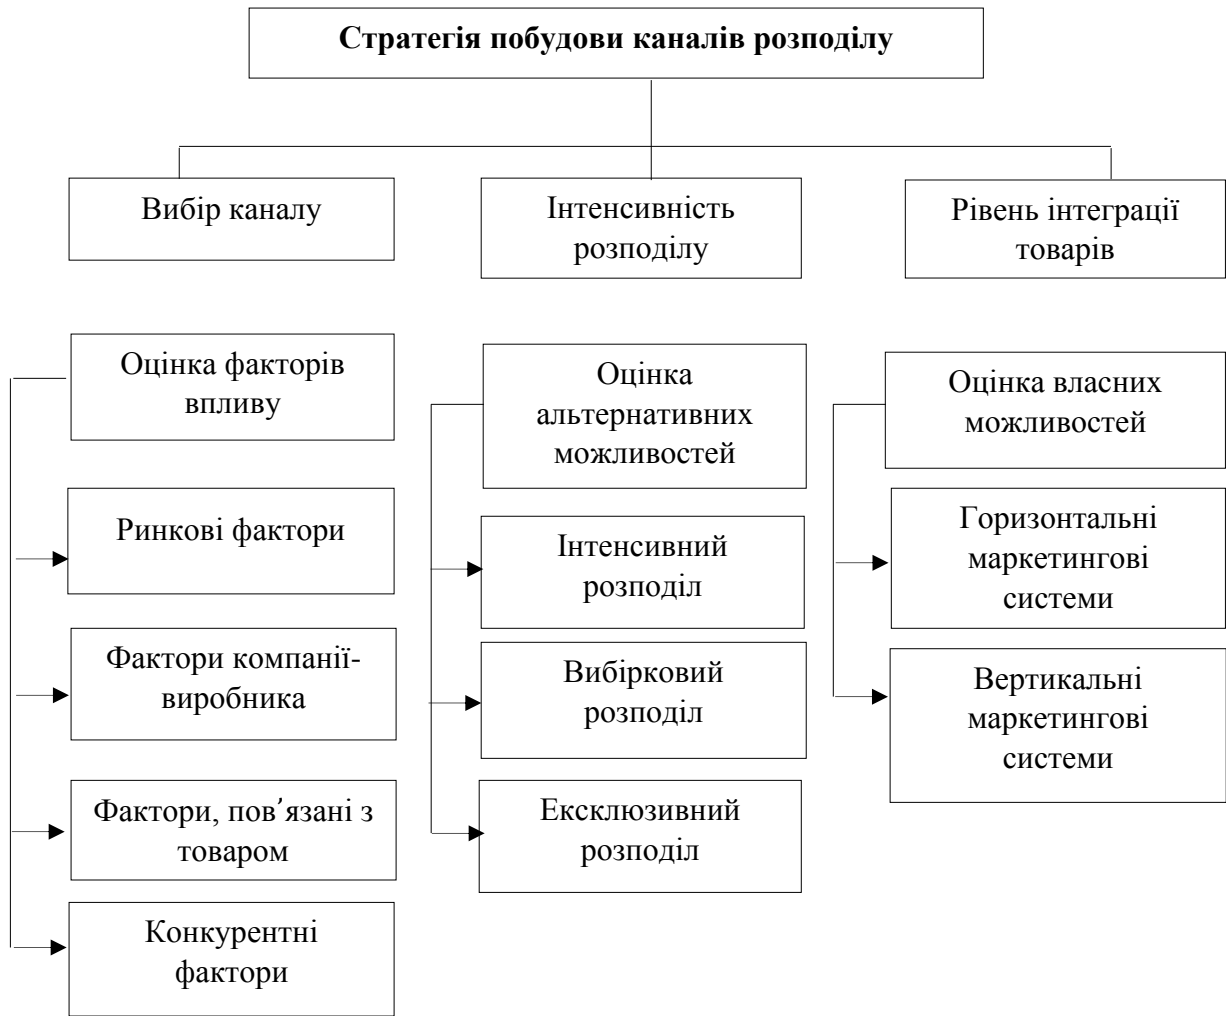 Стратегія побудови каналів розподілу
Вибір каналу
Інтенсивність
розподілу
Рівень інтеграції
товарів
Оцінка факторів
впливу
Оцінка
альтернативних
можливостей
Оцінка власних
можливостей
Ринкові фактори
Інтенсивний
розподіл
Горизонтальні
маркетингові
системи
Фактори компанії-
виробника
Вибірковий
розподіл
Вертикальні
маркетингові
системи
Фактори, пов′язані з
товаром
Ексклюзивний
розподіл
Конкурентні
фактори